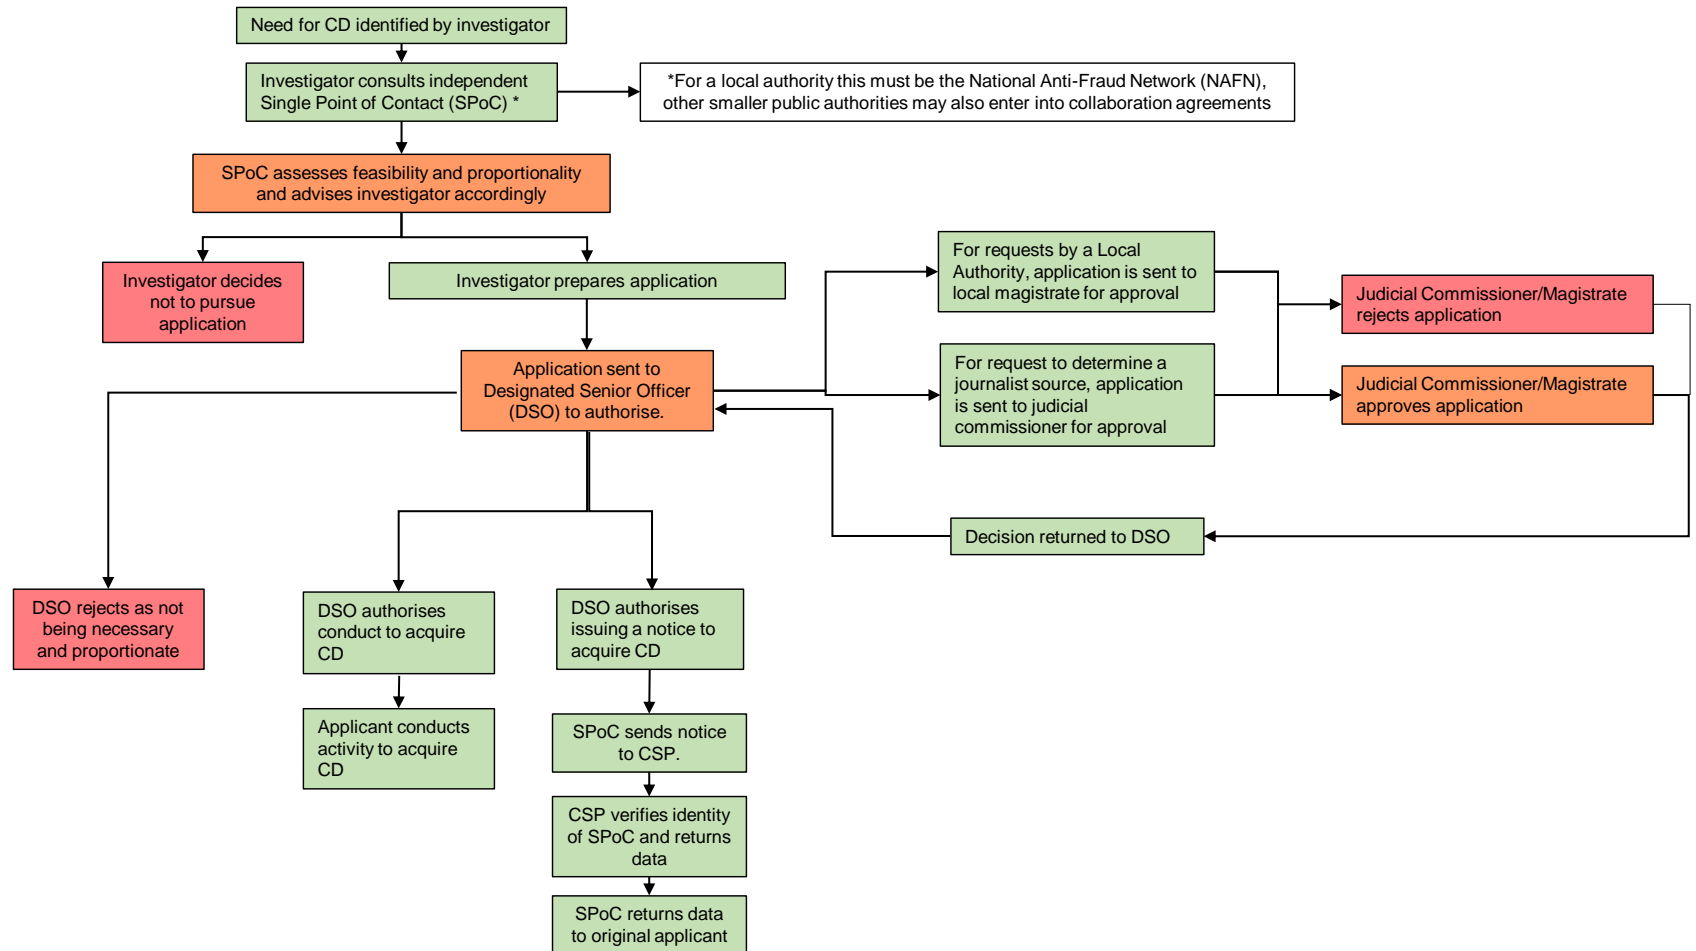 Need for CD identified by investigator
Investigator consults independent
Single Point of Contact (SPoC) *
*For a local authority this must be the National Anti-Fraud Network (NAFN),
other smaller public authorities may also enter into collaboration agreements
SPoC assesses feasibility and proportionality
and advises investigator accordingly
Investigator decides
not to pursue
application
Investigator prepares application
For requests by a Local
Authority, application is sent to
local magistrate for approval
Judicial Commissioner/Magistrate
rejects application
Application sent to
Designated Senior Officer
(DSO) to authorise.
For request to determine a
journalist source, application
is sent to judicial
commissioner for approval
Judicial Commissioner/Magistrate
approves application
Decision returned to DSO
DSO rejects as not
being necessary
and proportionate
DSO authorises
conduct to acquire
CD
DSO authorises
issuing a notice to
acquire CD
Applicant conducts
activity to acquire
CD
SPoC sends notice
to CSP.
CSP verifies identity
of SPoC and returns
data
SPoC returns data
to original applicant